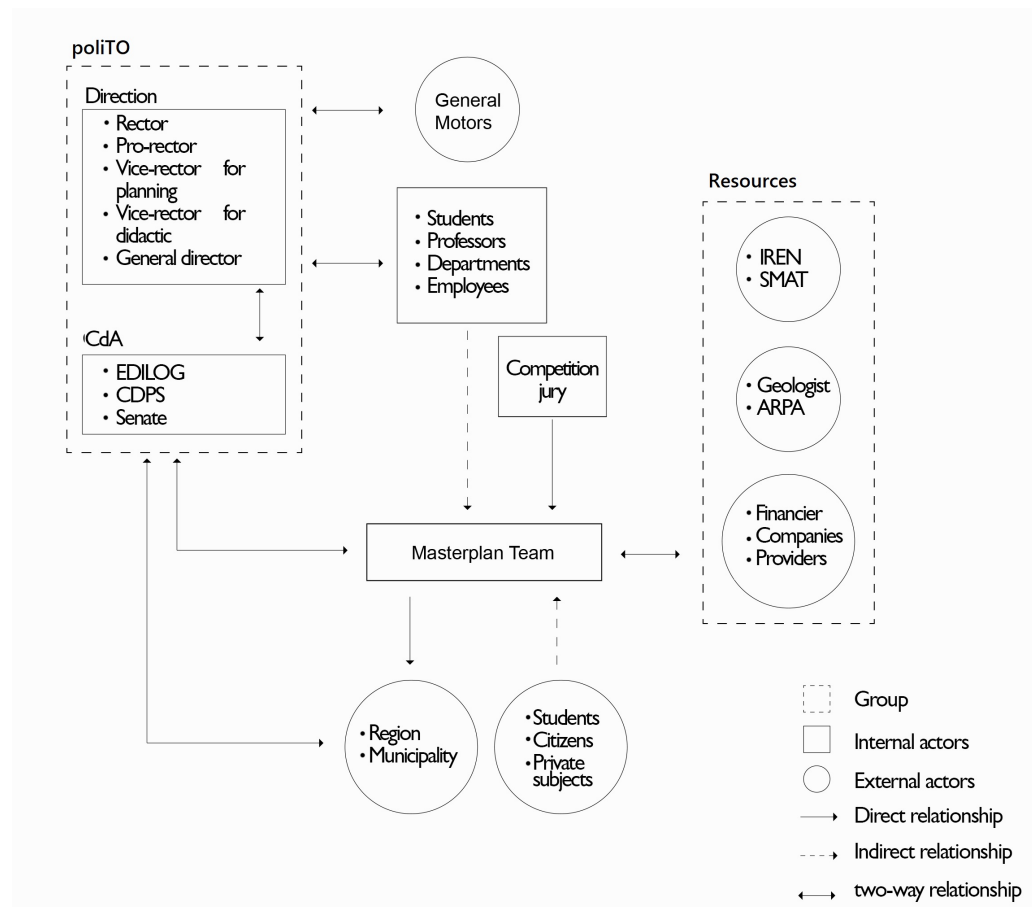 poliTO
Direction
• Rector
• Pro-rector
• Vice-rector for
planning
• Vice-rector for
didactic
• General director
CdA
• EDILOG
• CDPS
• Senate
General
Motors
• Students
• Professors
• Departments
• Employees
Competition
jury
Masterplan Team
• Region
• Municipality
• Students
• Citizens
• Private
subjects
Resources
• IREN
• SMAT
• Geologist
• ARPA
• Financier
• Companies
• Providers
Group
Internal actors
External actors
Direct relationship
Indirect relationship
two-way relationship